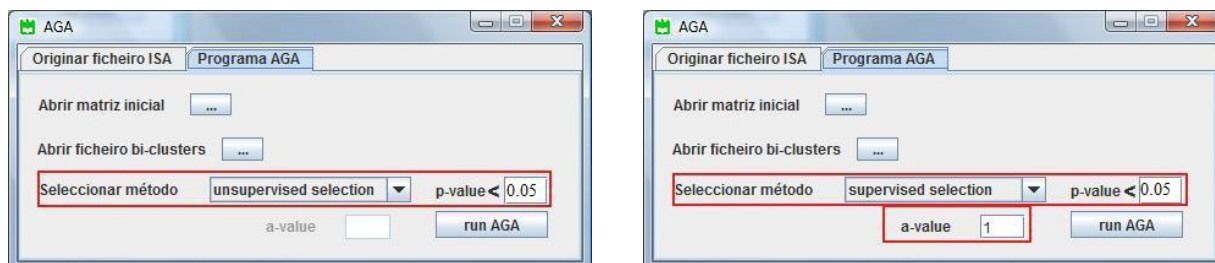 AGA
Originar ficheiro ISA Programa AGA
Abrir matriz inicial ...
Abrir ficheiro bi-clusters ...
Seleccionar método unsupervised selection p-value < 0.05
a-value run AGA
AGA
Originar ficheiro ISA Programa AGA
Abrir matriz inicial ...
Abrir ficheiro bi-clusters ...
Seleccionar método supervised selection p-value < 0.05
a-value 1 run AGA